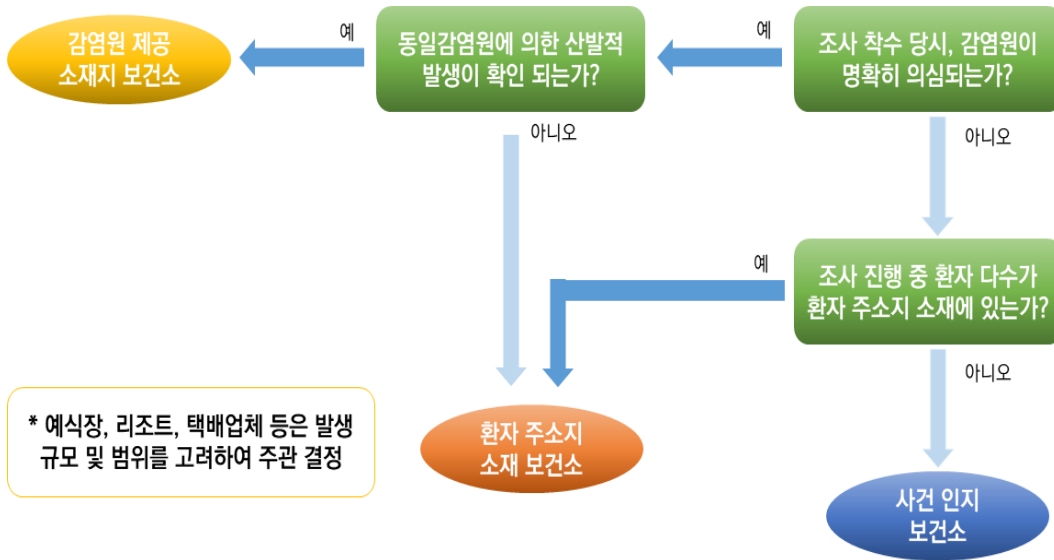 감염원 제공
소재지 보건소
예
동일감염원에 의한 산발적
발생이 확인 되는가?
예
조사 착수 당시, 감염원이
명확히 의심되는가?
아니오
아니오
예
조사 진행 중 환자 다수가
환자 주소지 소재에 있는가?
아니오
* 예식장, 리조트, 택배업체 등은 발생
규모 및 범위를 고려하여 주관 결정
환자 주소지
소재 보건소
사건 인지
보건소